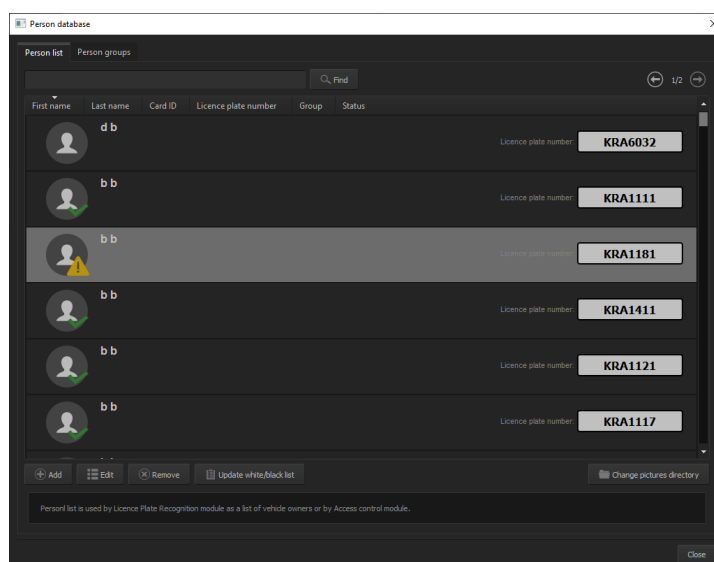 Person database
Person list Person groups
Find
1/2
First name Last name Card ID Licence plate number Group Status
d b
Licence plate number: KRA6032
b b
Licence plate number: KRA1111
b b
Licence plate number: KRA1181
b b
Licence plate number: KRA1411
b b
Licence plate number: KRA1121
b b
Licence plate number: KRA1117
Add Edit Remove Update white/black list Change pictures directory
Personl list is used by Licence Plate Recognition module as a list of vehicle owners or by Access control module.
Close